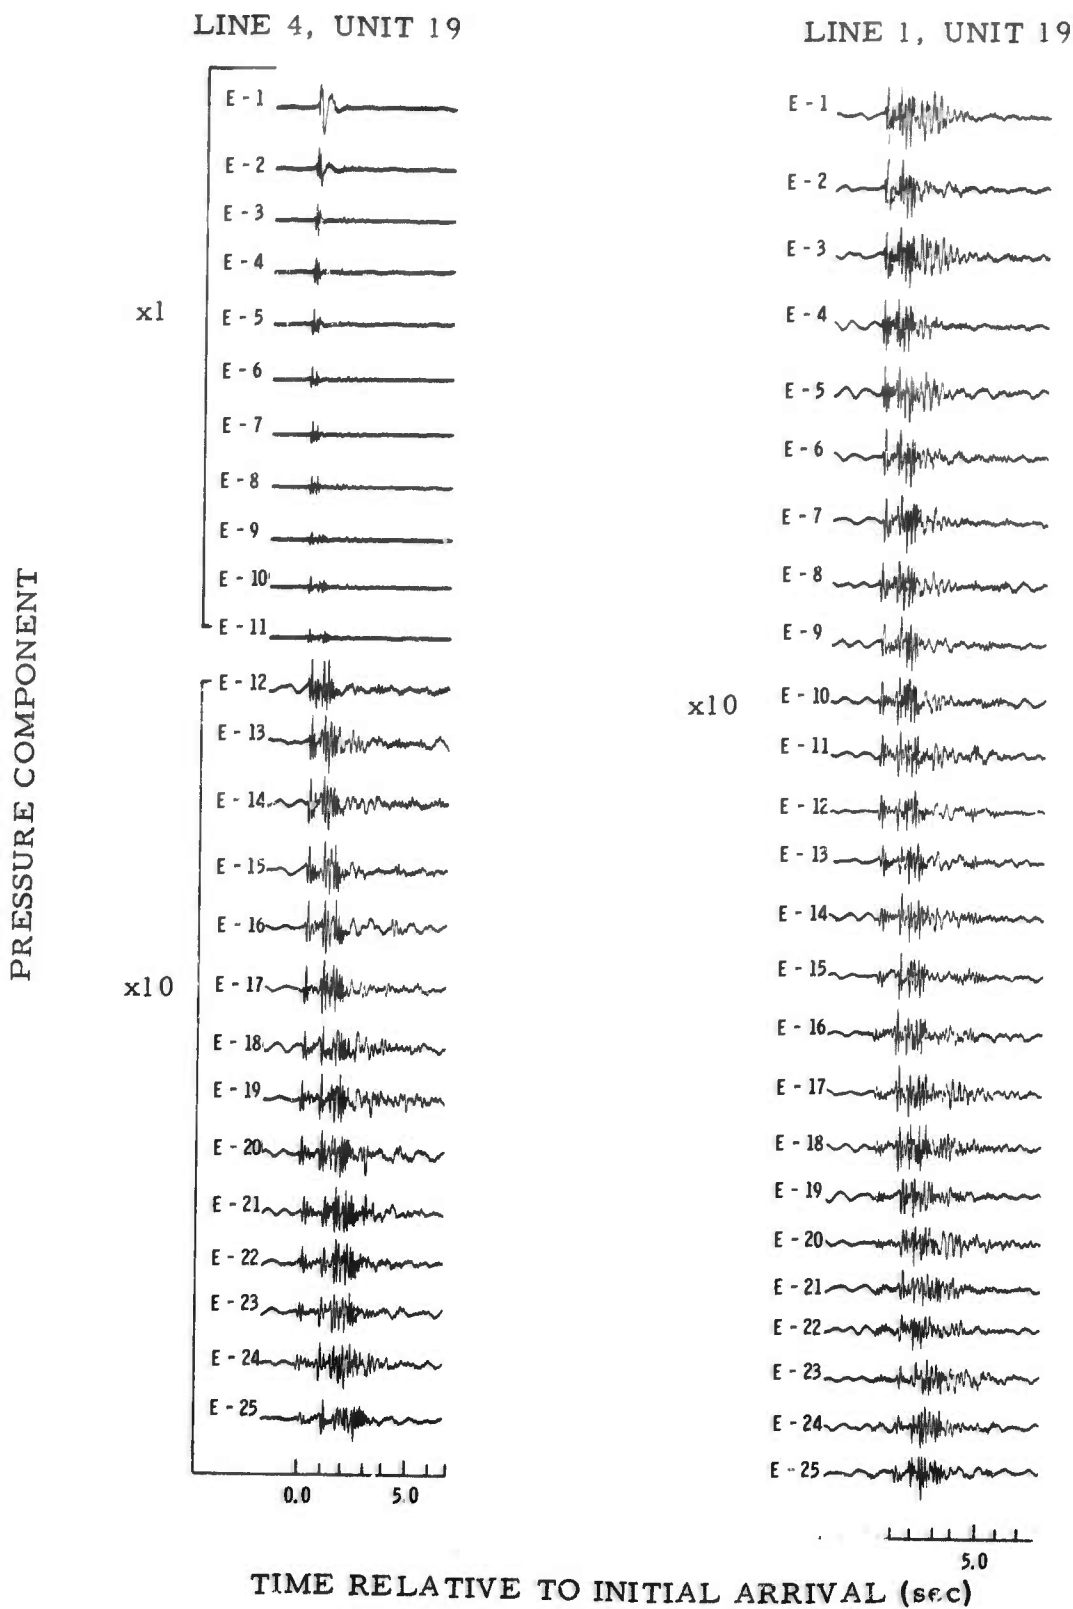 LINE 4, UNIT 19
E - 1
E - 2
E - 3
E - 4
E - 5
E - 6
E - 7
E - 8
E - 9
E - 10
E - 11
E - 12
E - 13
E - 14
E - 15
E - 16
E - 17
E - 18
E - 19
E - 20
E - 21
E - 22
E - 23
E - 24
E - 25
x1
x10
0.0 5.0
LINE 1, UNIT 19
E - 1
E - 2
E - 3
E - 4
E - 5
E - 6
E - 7
E - 8
E - 9
E - 10
E - 11
E - 12
E - 13
E - 14
E - 15
E - 16
E - 17
E - 18
E - 19
E - 20
E - 21
E - 22
E - 23
E - 24
E - 25
x10
5.0
PRESSURE COMPONENT
TIME RELATIVE TO INITIAL ARRIVAL (sec)